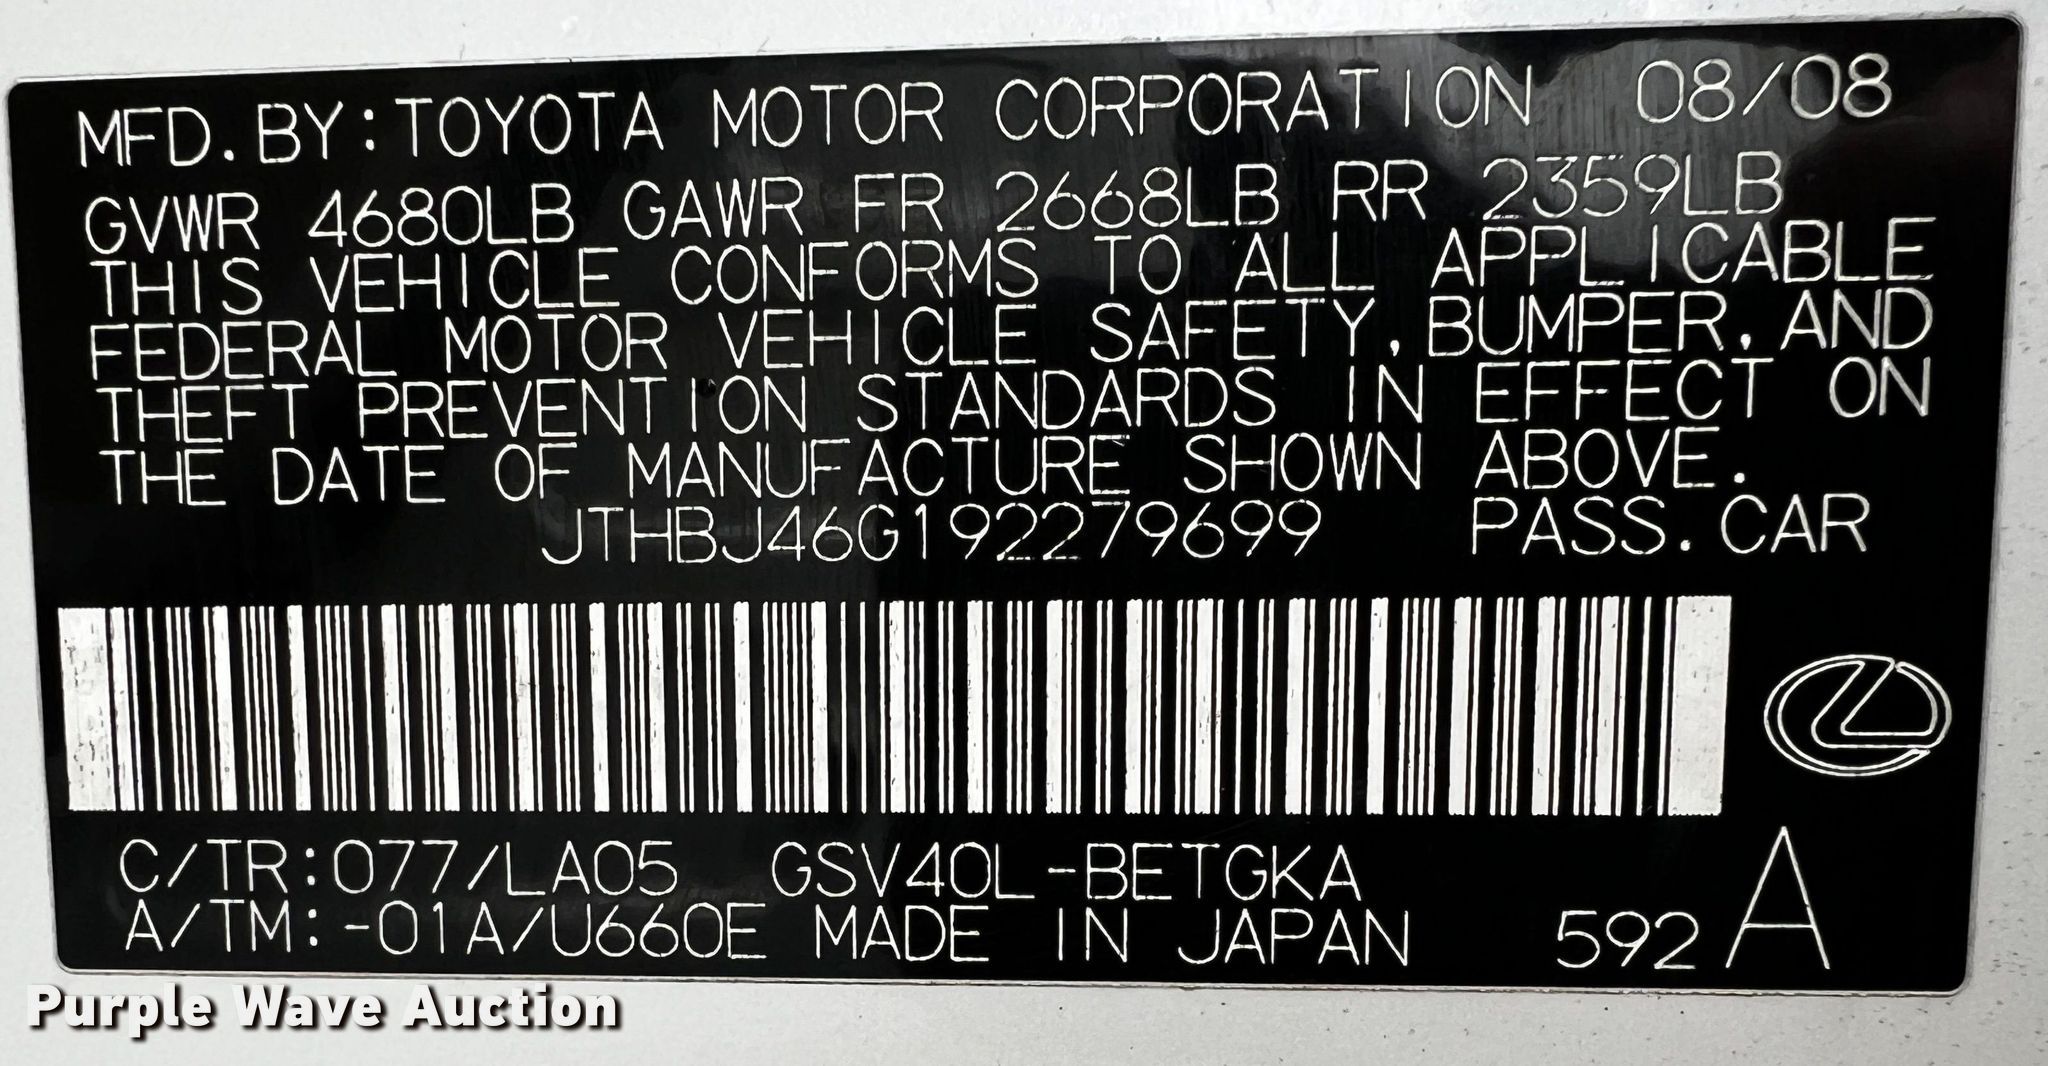 MFD. BY: TOYOTA MOTOR CORPORATION 08/08
GVWR 4680LB GAWR FR 2668LB RR 2359LB
THIS VEHICLE CONFORMS TO ALL APPLICABLE
FEDERAL MOTOR VEHICLE SAFETY, BUMPER, AND
THEFT PREVENTION STANDARDS IN EFFECT ON
THE DATE OF MANUFACTURE SHOWN ABOVE.
JTHBJ46G192279699 PASS. CAR
C/TR: 077/LA05 GSV40L-BETGKA
A/TM: -01A/U660E MADE IN JAPAN 592 A
Purple Wave Auction